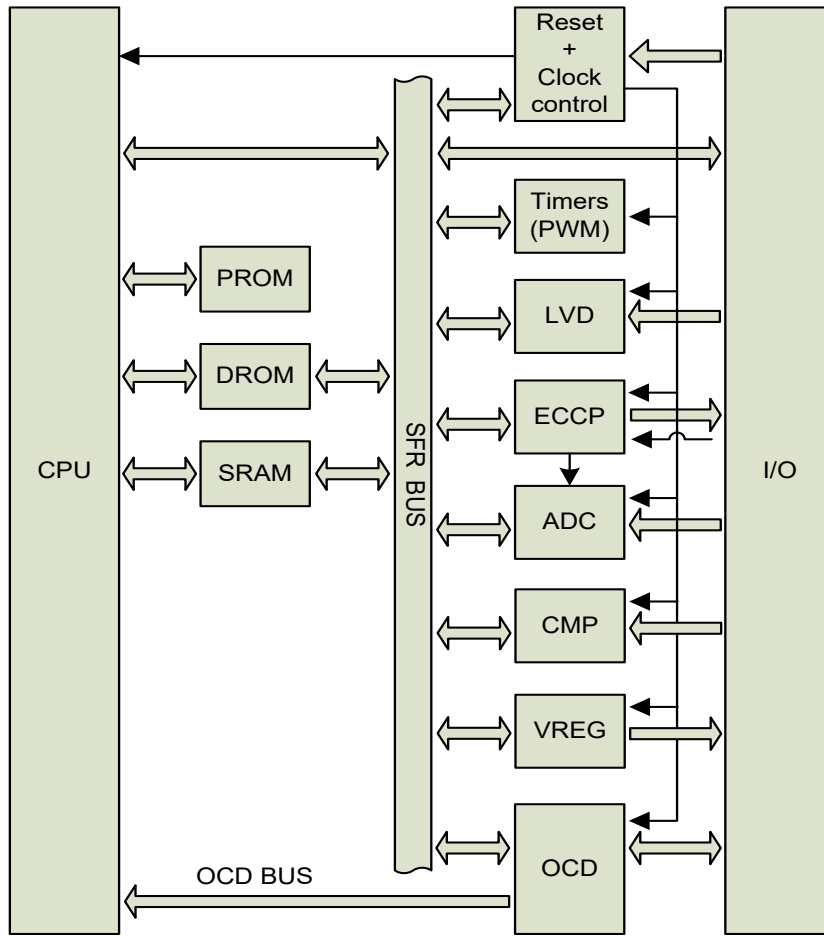 Reset
+
Clock
control
Timers
(PWM)
PROM
LVD
DROM
ECCP
SFR BUS
CPU
SRAM
I/O
ADC
CMP
VREG
OCD BUS
OCD